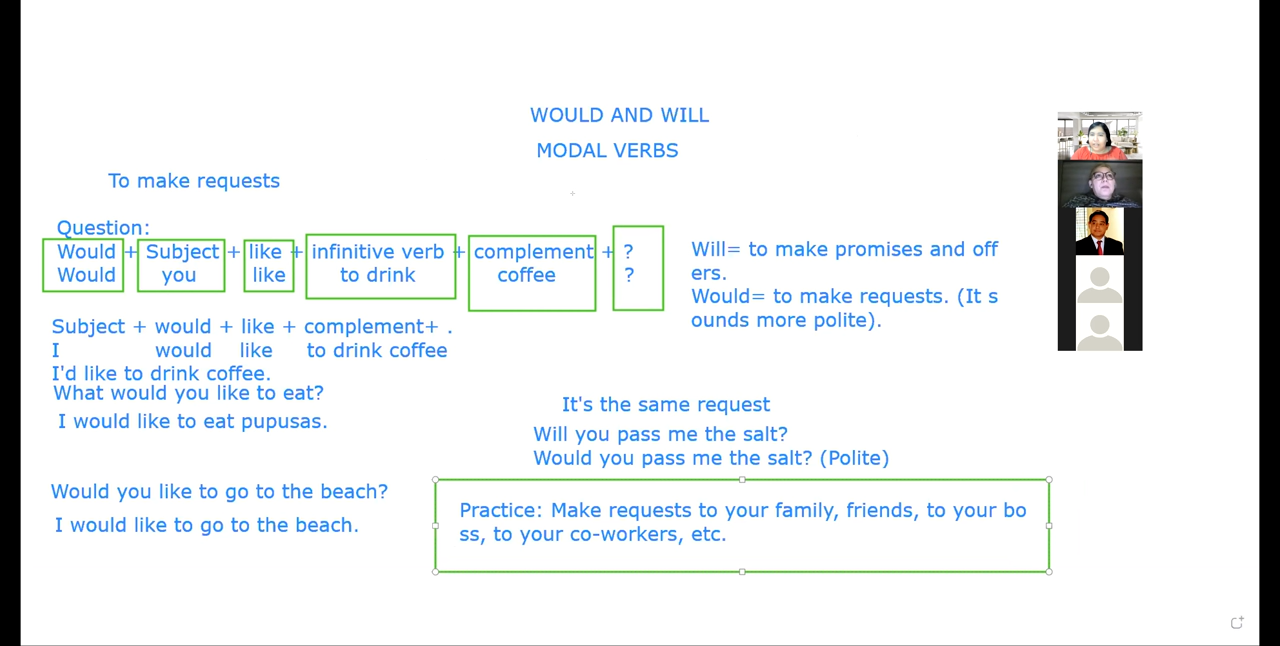 WOULD AND WILL
MODAL VERBS
To make requests
Question:
Would + Subject + like + infinitive verb + complement + ?
Would you like to drink coffee ?
Subject + would + like + complement+ .
I would like to drink coffee
I'd like to drink coffee.
What would you like to eat?
I would like to eat pupusas.
Would you like to go to the beach?
I would like to go to the beach.
Will= to make promises and off
ers.
Would= to make requests. (It s
ounds more polite).
It's the same request
Will you pass me the salt?
Would you pass me the salt? (Polite)
Practice: Make requests to your family, friends, to your bo
ss, to your co-workers, etc.